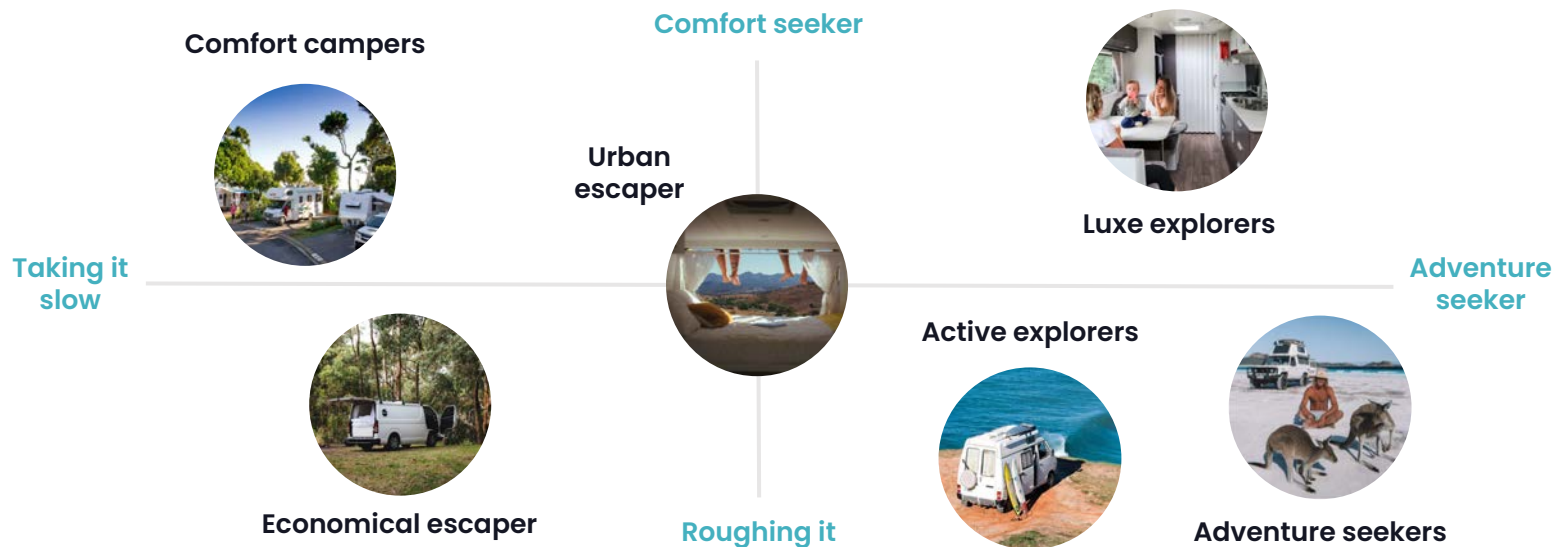 Comfort seeker
Comfort campers
Urban
escaper
Luxe explorers
Taking it
slow
Adventure
seeker
Active explorers
Economical escaper
Roughing it
Adventure seekers